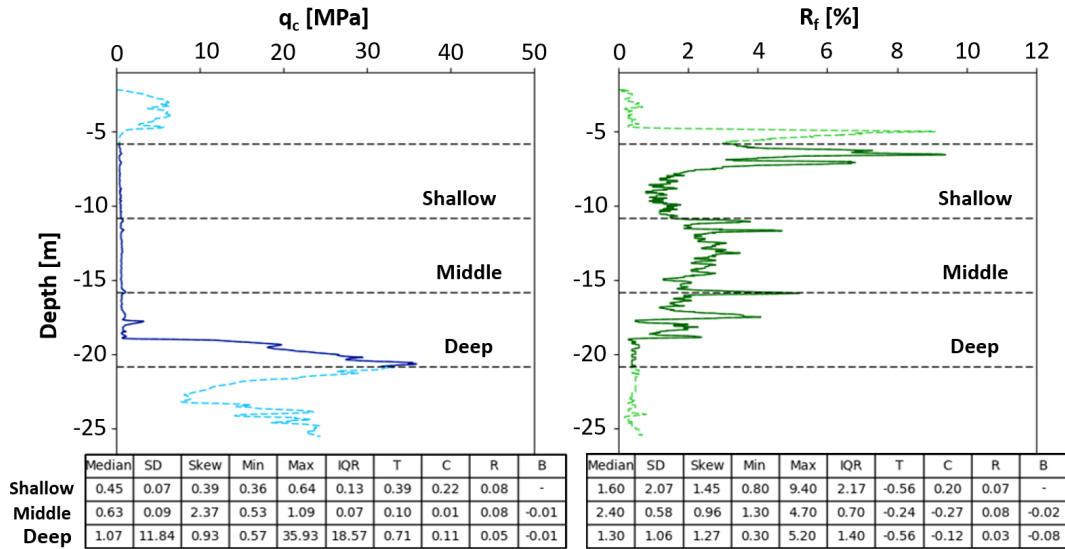 qc [MPa]
Rf [%]
0 10 20 30 40 50
0 2 4 6 8 10 12
Depth [m]
-5
-10
-15
-20
-25
Shallow
Middle
Deep
-5
-10
-15
-20
-25
Shallow
Middle
Deep
Median SD Skew Min Max IQR T C R B
Shallow 0.45 0.07 0.39 0.36 0.64 0.13 0.39 0.22 0.08 -
Middle 0.63 0.09 2.37 0.53 1.09 0.07 0.10 0.01 0.08 -0.01
Deep 1.07 11.84 0.93 0.57 35.93 18.57 0.71 0.11 0.05 -0.01
Median SD Skew Min Max IQR T C R B
1.60 2.07 1.45 0.80 9.40 2.17 -0.56 0.20 0.07 -
2.40 0.58 0.96 1.30 4.70 0.70 -0.24 -0.27 0.08 -0.02
1.30 1.06 1.27 0.30 5.20 1.40 -0.56 -0.12 0.03 -0.08